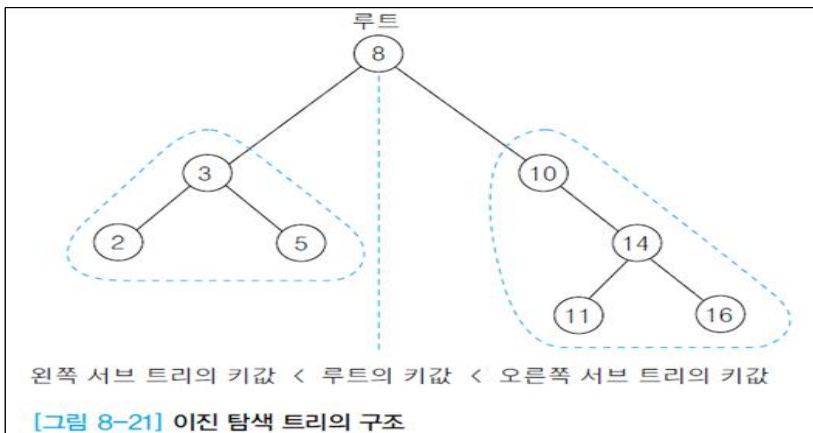 루트
8
3
10
2
5
14
11
16
왼쪽 서브 트리의 키값 < 루트의 키값 < 오른쪽 서브 트리의 키값
[그림 8-21] 이진 탐색 트리의 구조